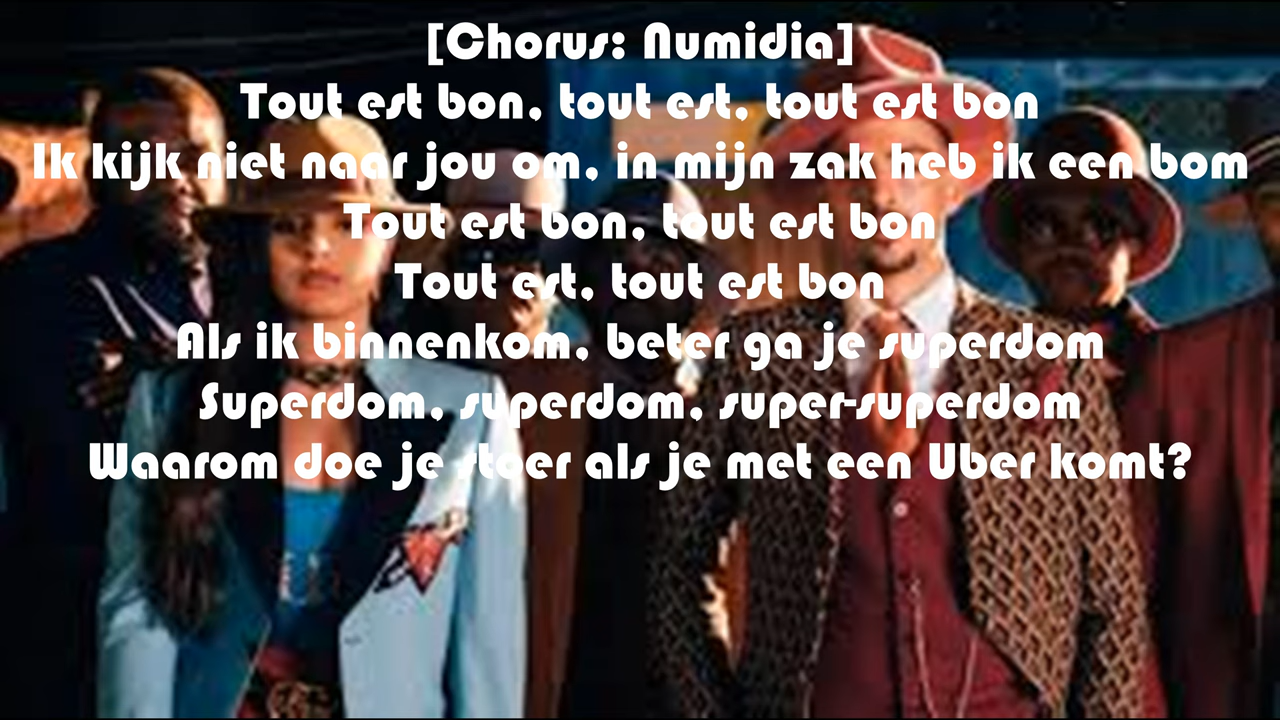 [Chorus: Numidia]
Tout est bon, tout est, tout est bon
Ik kijk niet naar jou om, in mijn zak heb ik een bom
Tout est bon, tout est bon
Tout est, tout est bon
Als ik binnenkom, beter ga je superdom
Superdom, superdom, super-superdom
Waarom doe je stoer als je met een Uber komt?